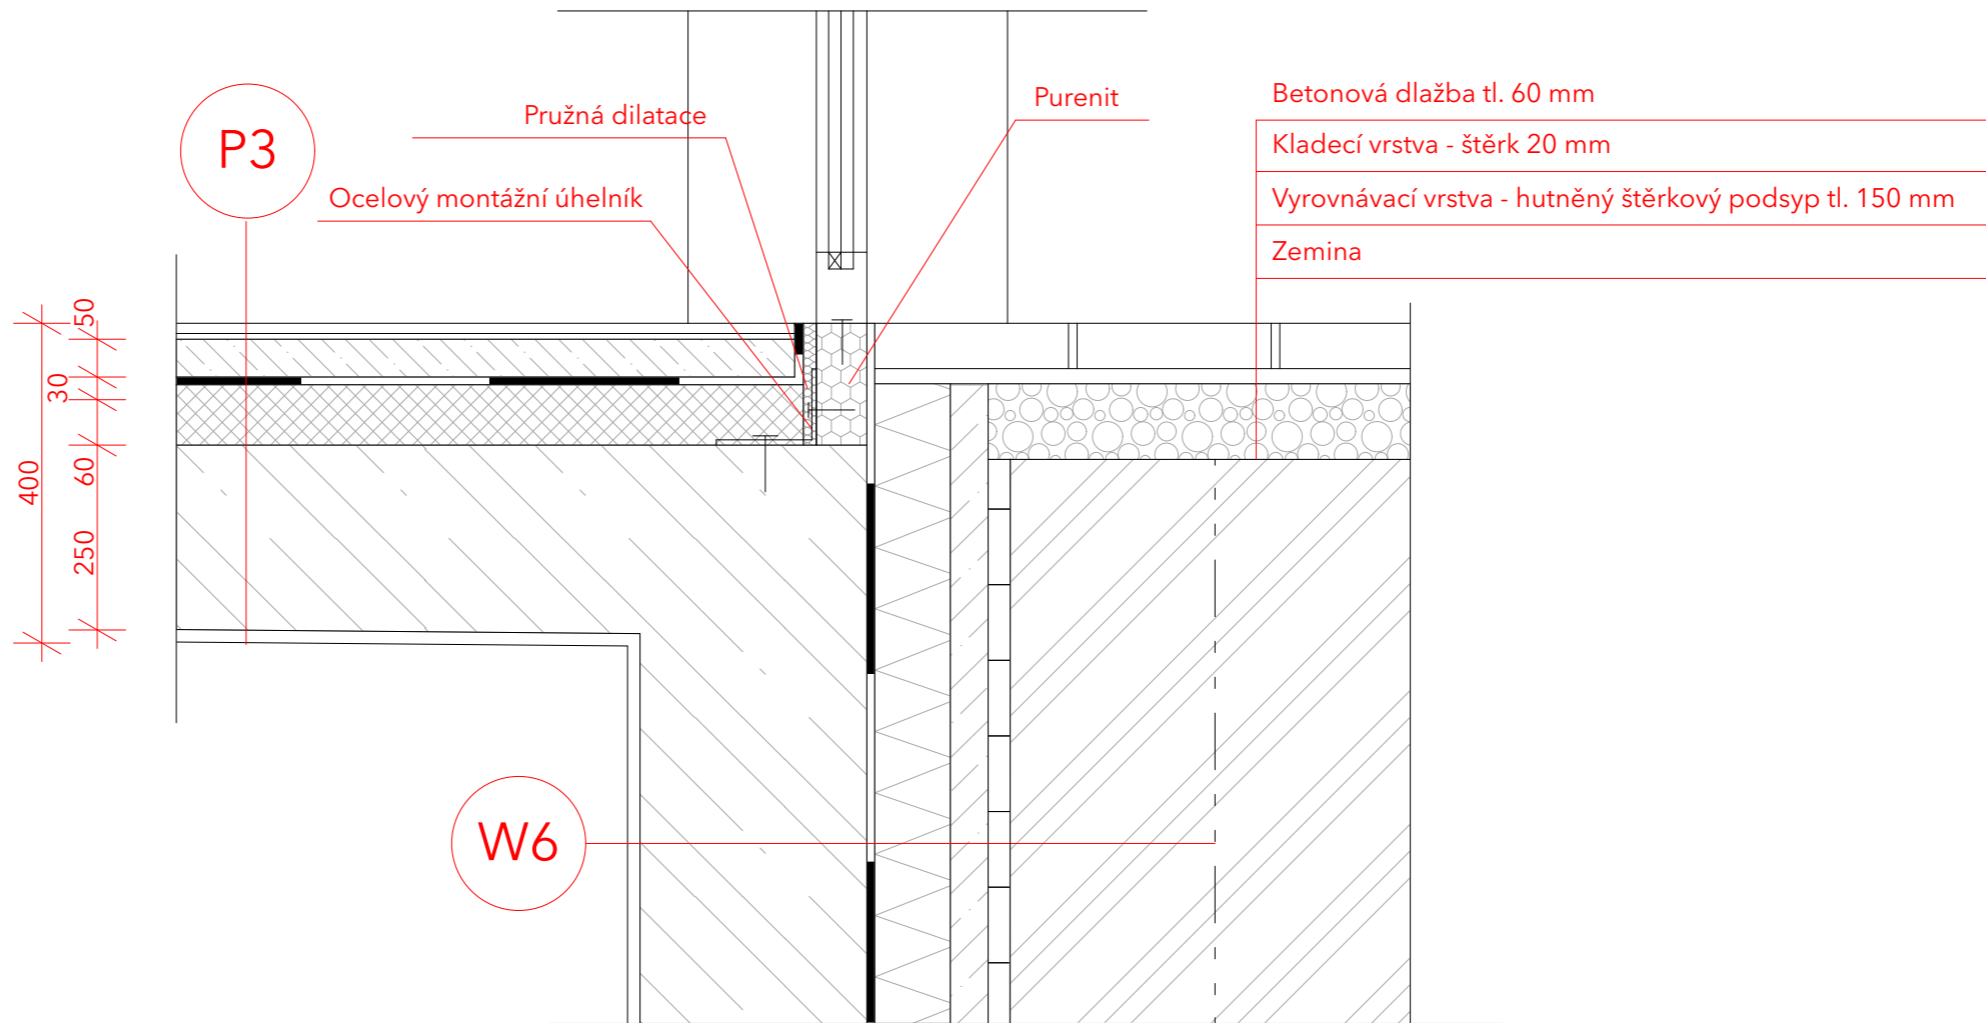 P3
Pružná dilatace
Ocelový montážní úhelník
Purenit
Betonová dlažba tl. 60 mm
Kladecí vrstva - štěrk 20 mm
Vyrovnávací vrstva - hutněný štěrkový podsyp tl. 150 mm
Zemina
50
30
60
250
400
W6